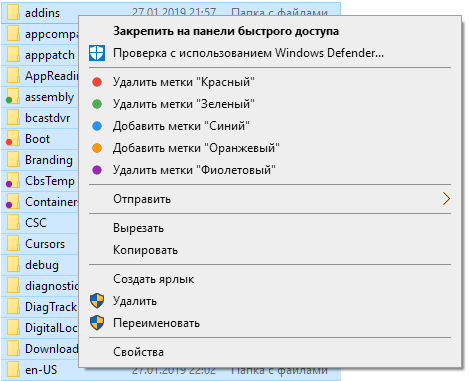 addins 27.01.2019 21:57 Папка с файлами
appcompa
Закрепить на панели быстрого доступа
apppatch
Проверка с использованием Windows Defender...
AppReadin
Удалить метки "Красный"
assembly
Удалить метки "Зеленый"
bcastdvr
Добавить метки "Синий"
Boot
Добавить метки "Оранжевый"
Branding
Удалить метки "Фиолетовый"
CbsTemp
Отправить
Containers
CSC
Вырезать
Cursors
Копировать
debug
Создать ярлык
diagnostic
Удалить
DiagTrack
Переименовать
DigitalLoc
Download
Свойства
en-US 27.01.2019 22:02 Папка с файлами